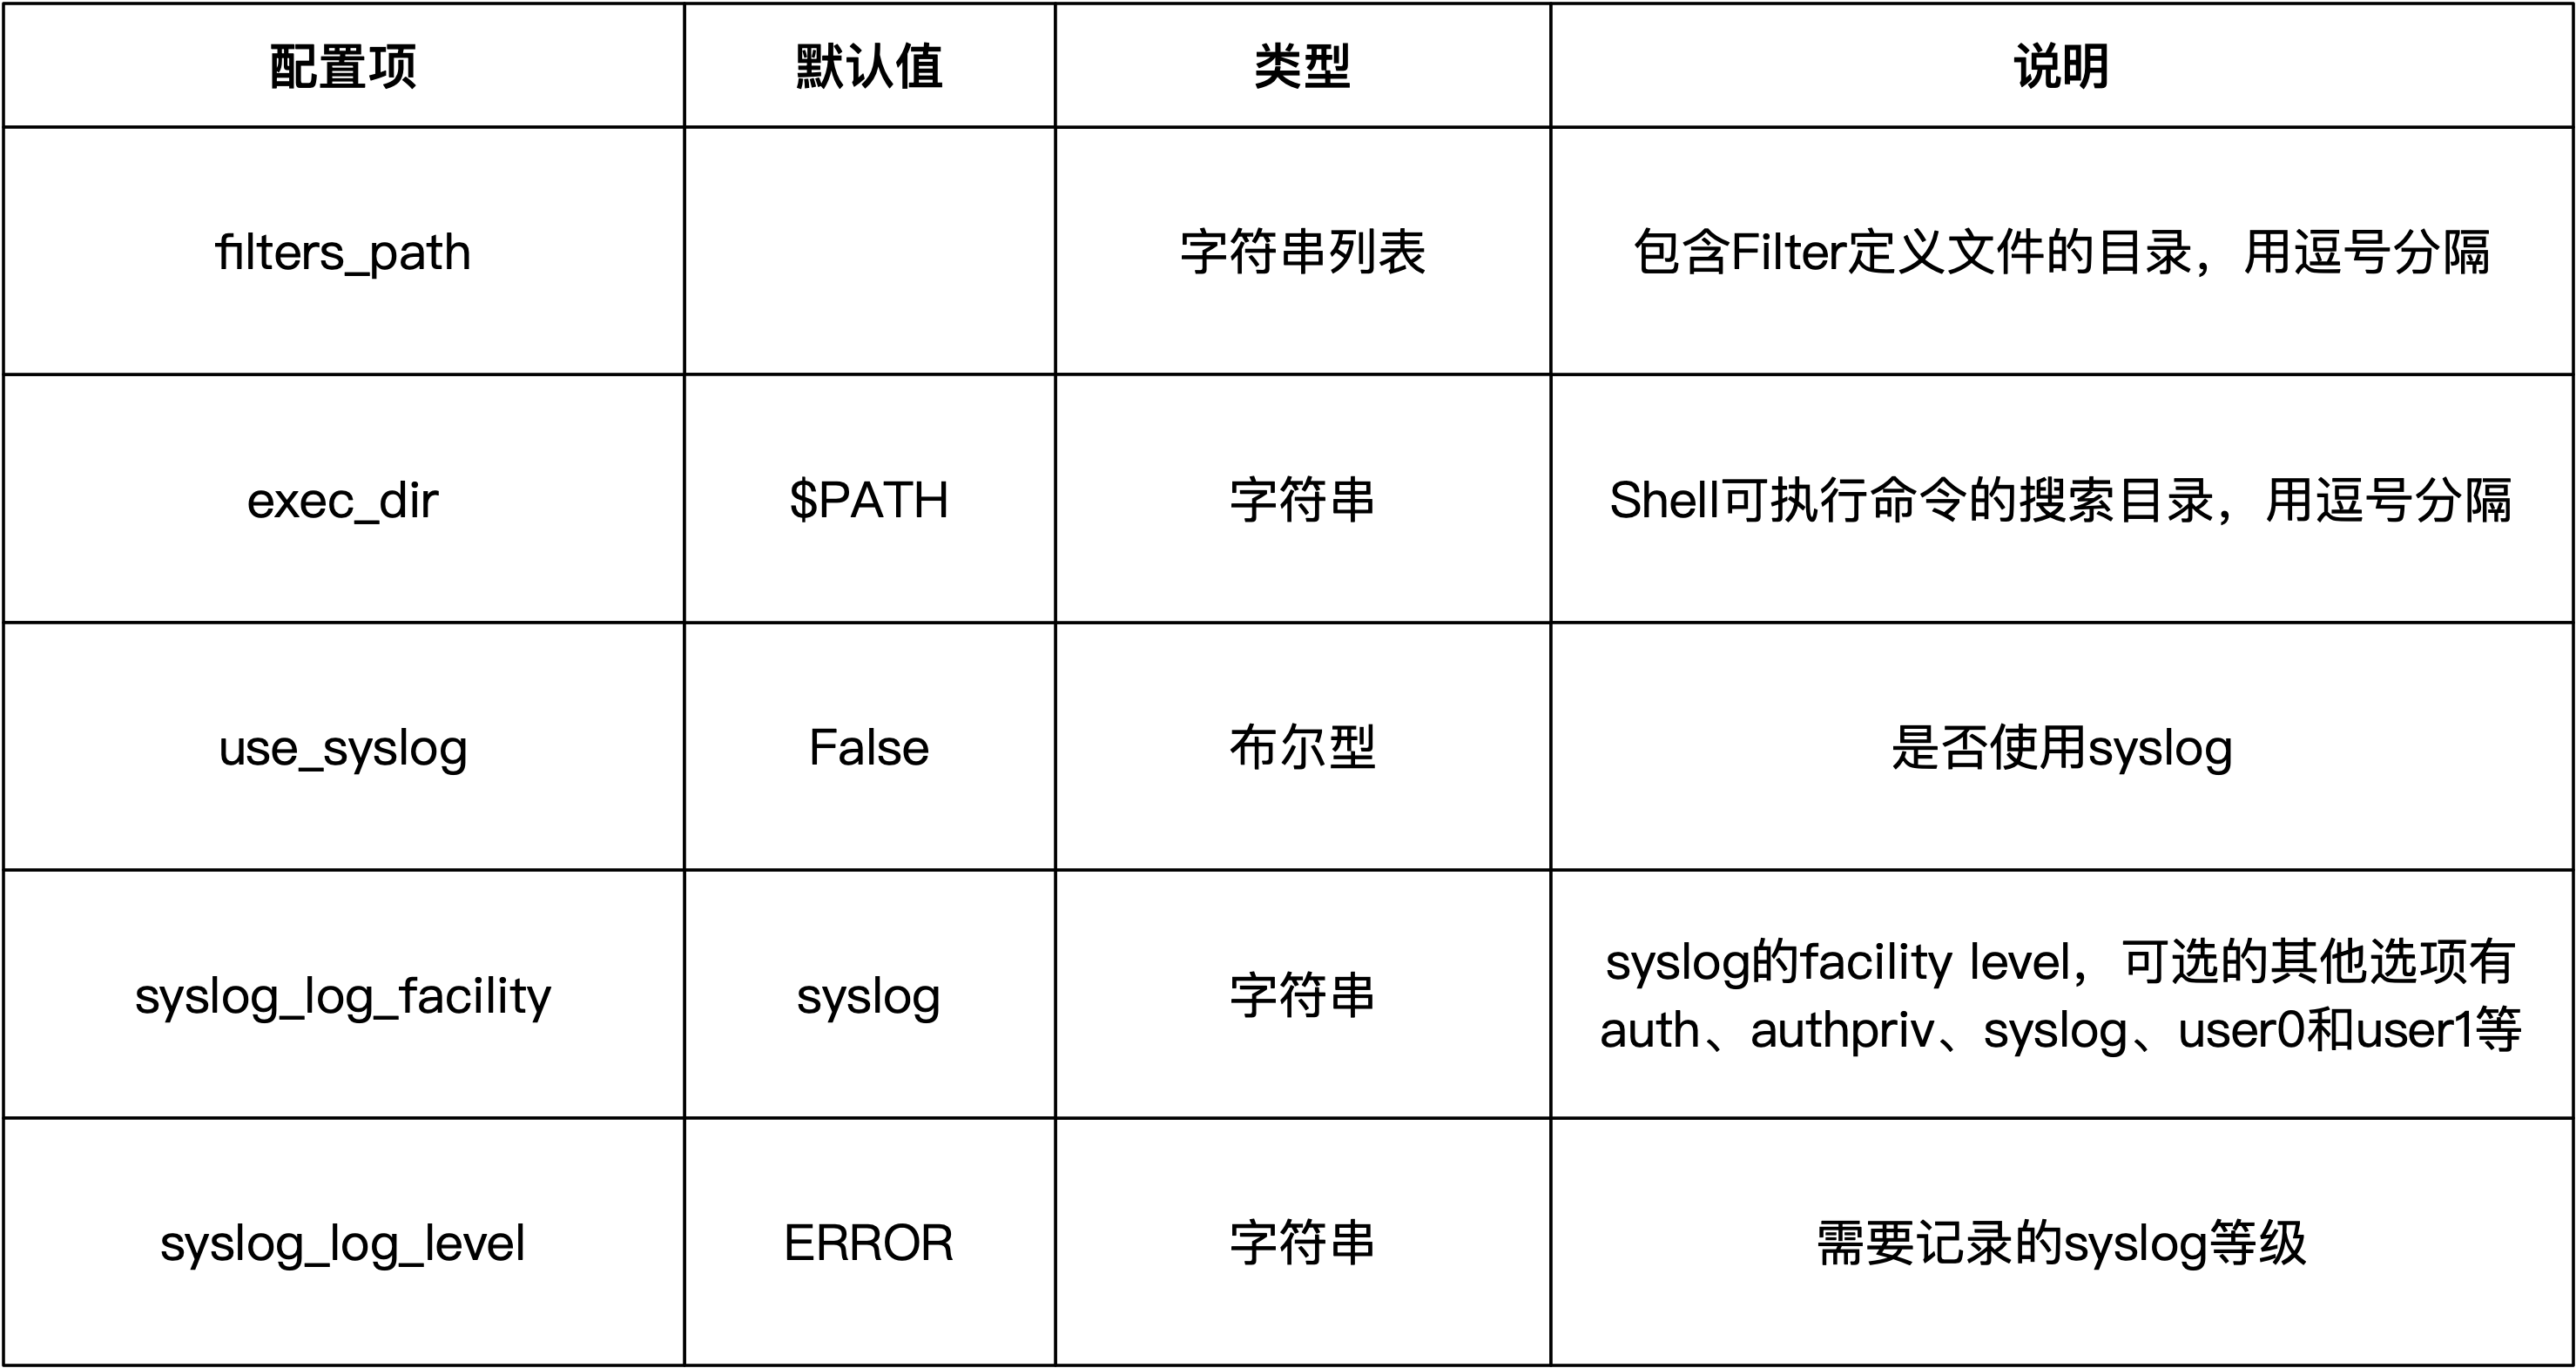 配置项 默认值 类型 说明
filters_path 字符串列表 包含Filter定义文件的目录，用逗号分隔
exec_dir $PATH 字符串 Shell可执行命令的搜索目录，用逗号分隔
use_syslog False 布尔型 是否使用syslog
syslog_log_facility syslog 字符串 syslog的facility level，可选的其他选项有
auth、authpriv、syslog、user0和user1等
syslog_log_level ERROR 字符串 需要记录的syslog等级